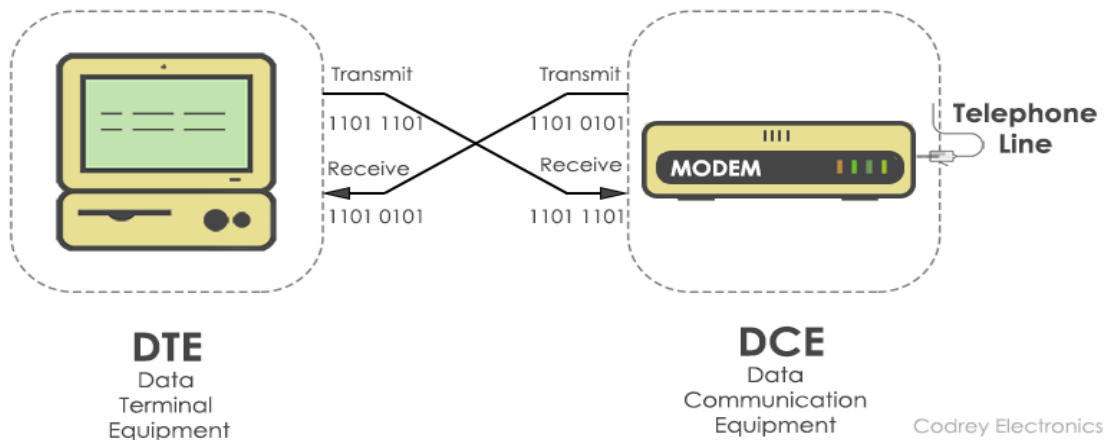 Transmit
1101 1101
Receive
1101 0101
Transmit
1101 0101
Receive
1101 1101
MODEM
Telephone
Line
DTE
Data
Terminal
Equipment
DCE
Data
Communication
Equipment
Codrey Electronics